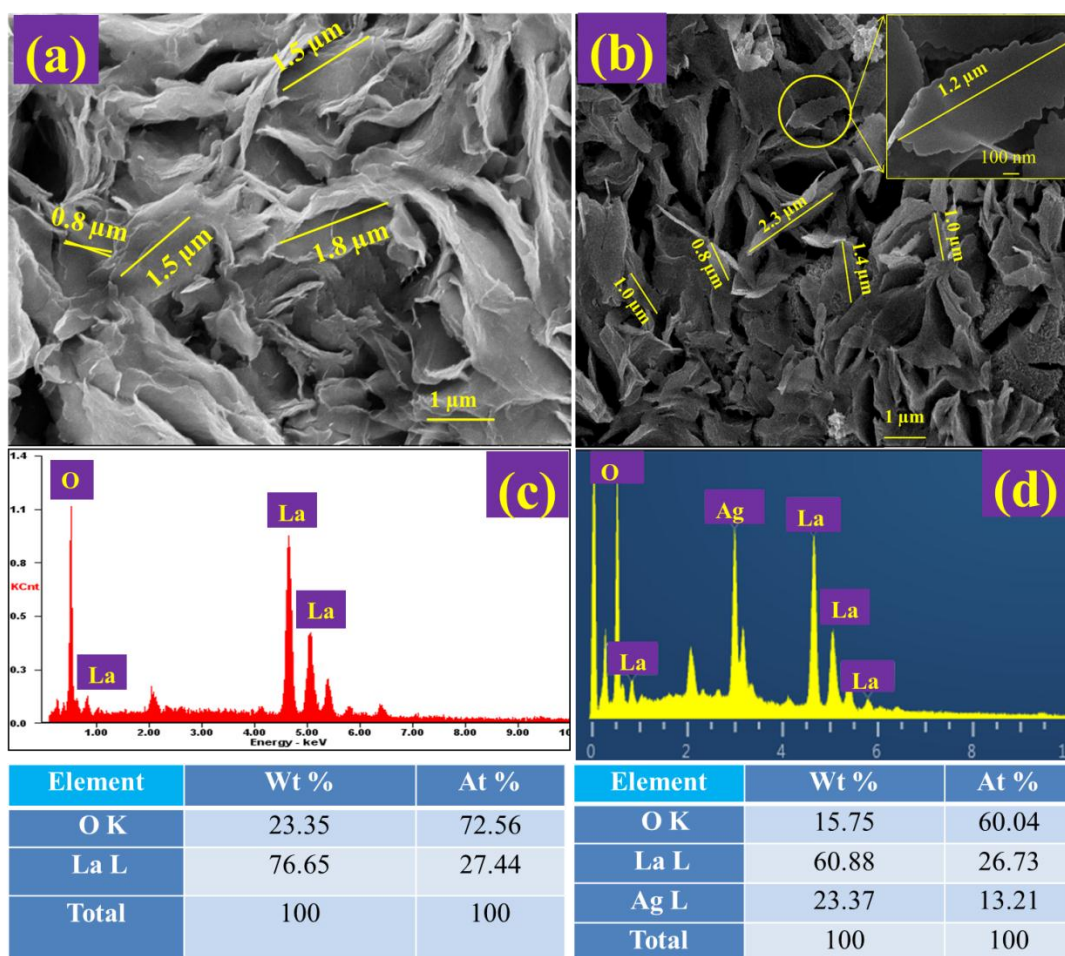 (a)
1.5 µm
0.8 µm
1.5 µm
1.8 µm
1 µm
(b)
1.2 µm
100 nm
2.3 µm
0.8 µm
1.4 µm
1.0 µm
1.0 µm
1 µm
(c)
1.4
1.1
0.8
KCnt
0.5
0.3
0.0
O
La
La
La
1.00 2.00 3.00 4.00 5.00 6.00 7.00 8.00 9.00 10
Energy - keV
(d)
O
Ag
La
La
La
La
0 2 4 6 8 1
Element Wt % At %
O K 23.35 72.56
La L 76.65 27.44
Total 100 100
Element Wt % At %
O K 15.75 60.04
La L 60.88 26.73
Ag L 23.37 13.21
Total 100 100